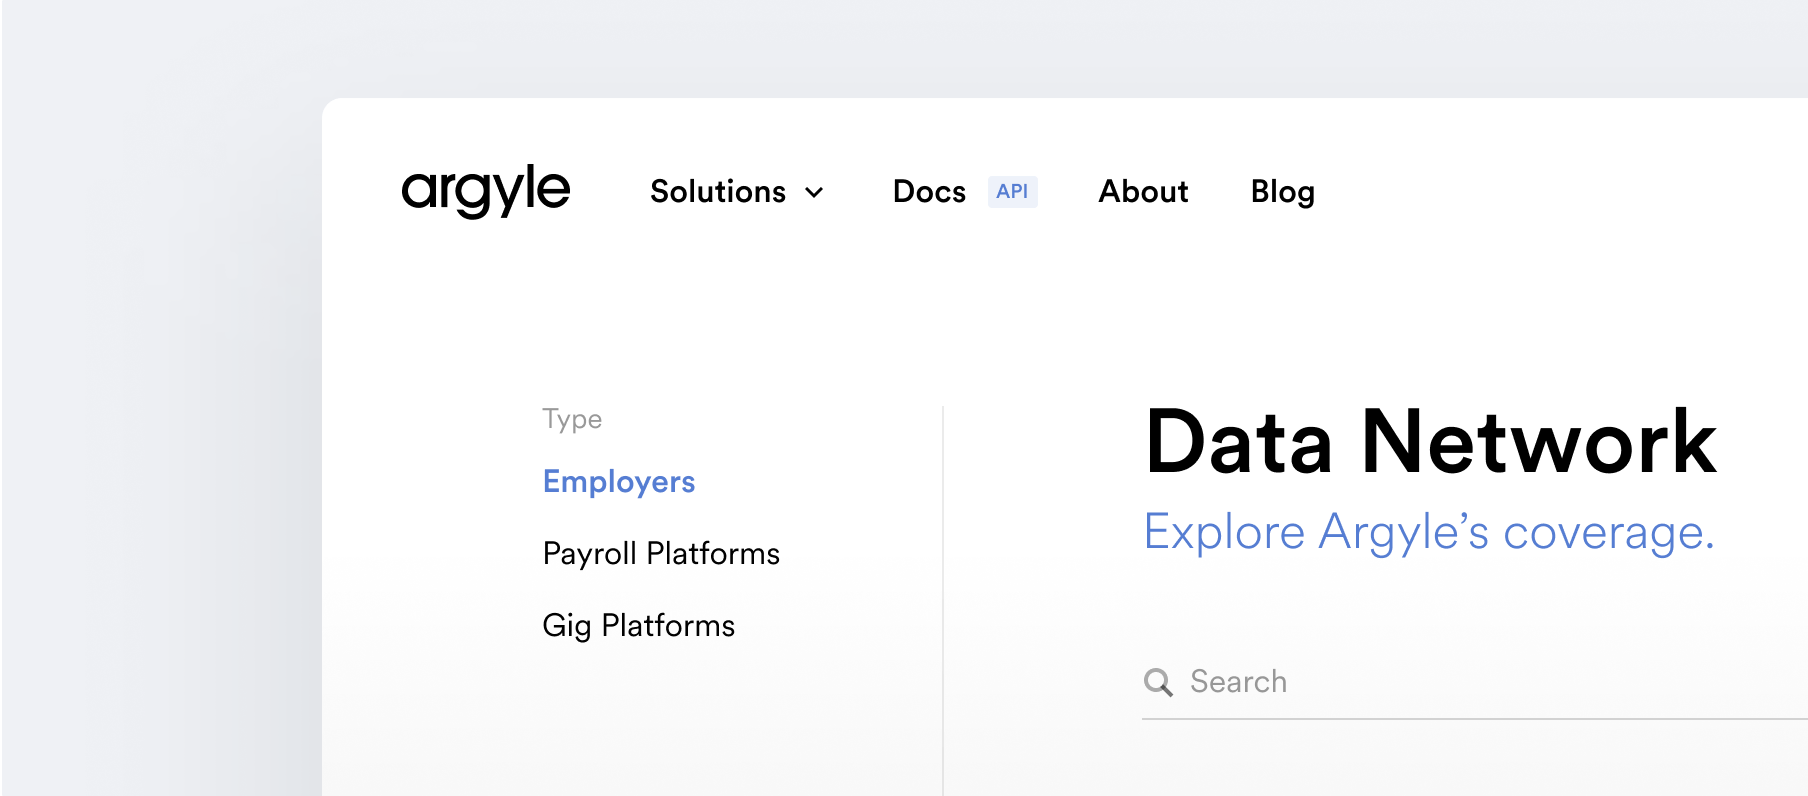 argyle Solutions Docs API About Blog
Type
Employers
Payroll Platforms
Gig Platforms
Data Network
Explore Argyle’s coverage.
Search